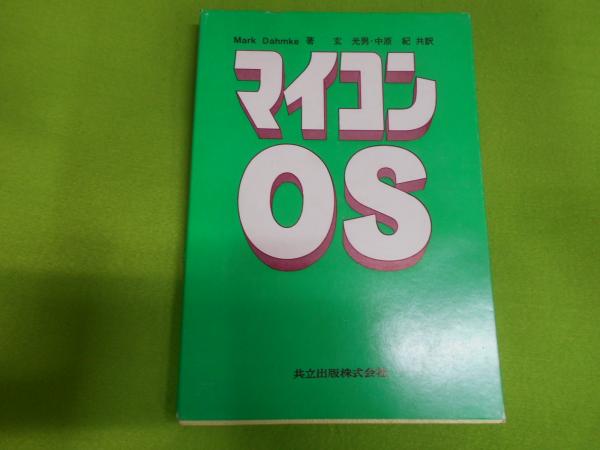 Mark Dahmke 著 玄 光男・中原 紀 共訳
マイコン
OS
共立出版株式会社